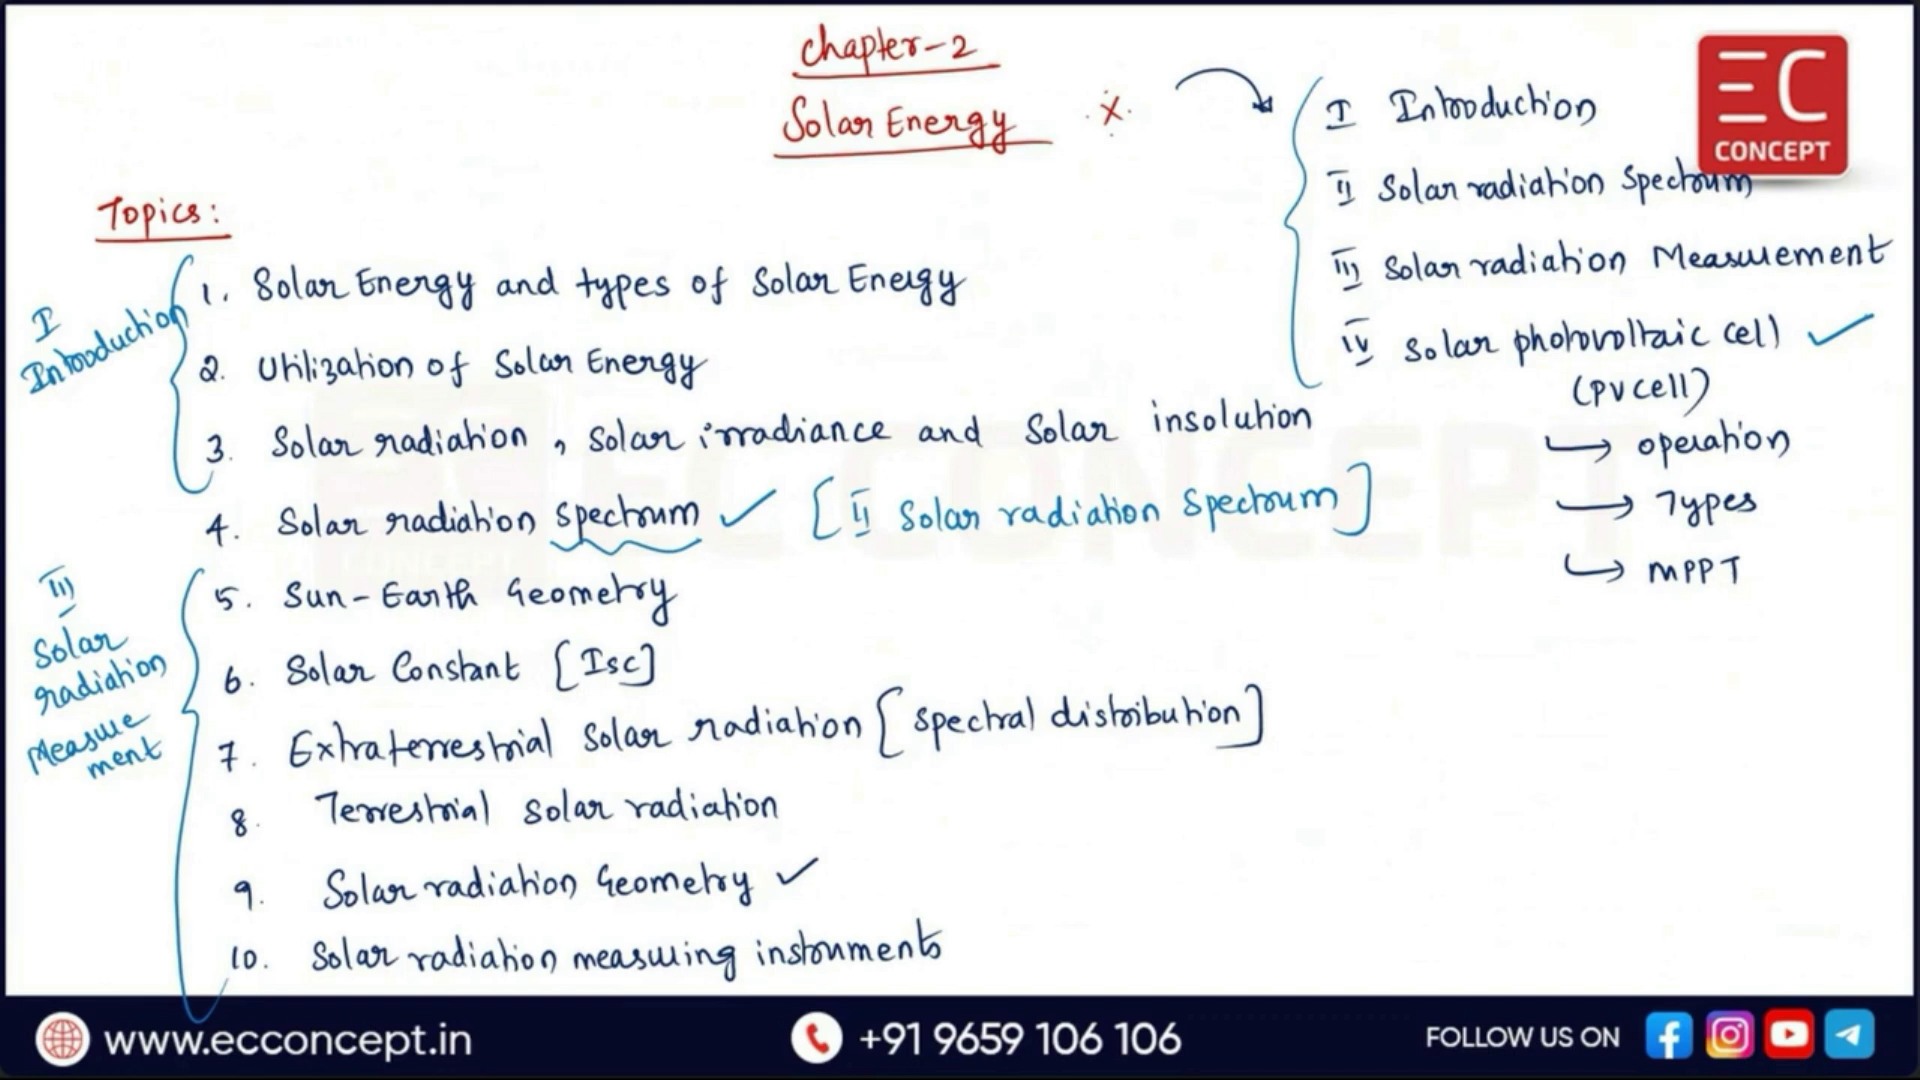 Chapter-2
Solar Energy
Topics:
I
Introduction
1. Solar Energy and types of Solar Energy
2. Utilization of Solar Energy
3. Solar radiation, Solar irradiance and Solar insolution
4. Solar radiation spectrum ✓ [II Solar radiation Spectrum]
III
Solar
radiation
Measure
ment
5. Sun-Earth Geometry
6. Solar Constant [Isc]
7. Extraterrestrial Solar radiation [spectral distribution]
8. Terrestrial solar radiation
9. Solar radiation Geometry ✓
10. Solar radiation measuring instruments
I Introduction
II Solar radiation Spectrum
III Solar radiation Measurement
IV Solar photovoltaic cell ✓
(PV cell)
→ operation
→ Types
→ MPPT
EC
CONCEPT
EC CONCEPT
CONCEPT
www.ecconcept.in
+91 9659 106 106
FOLLOW US ON